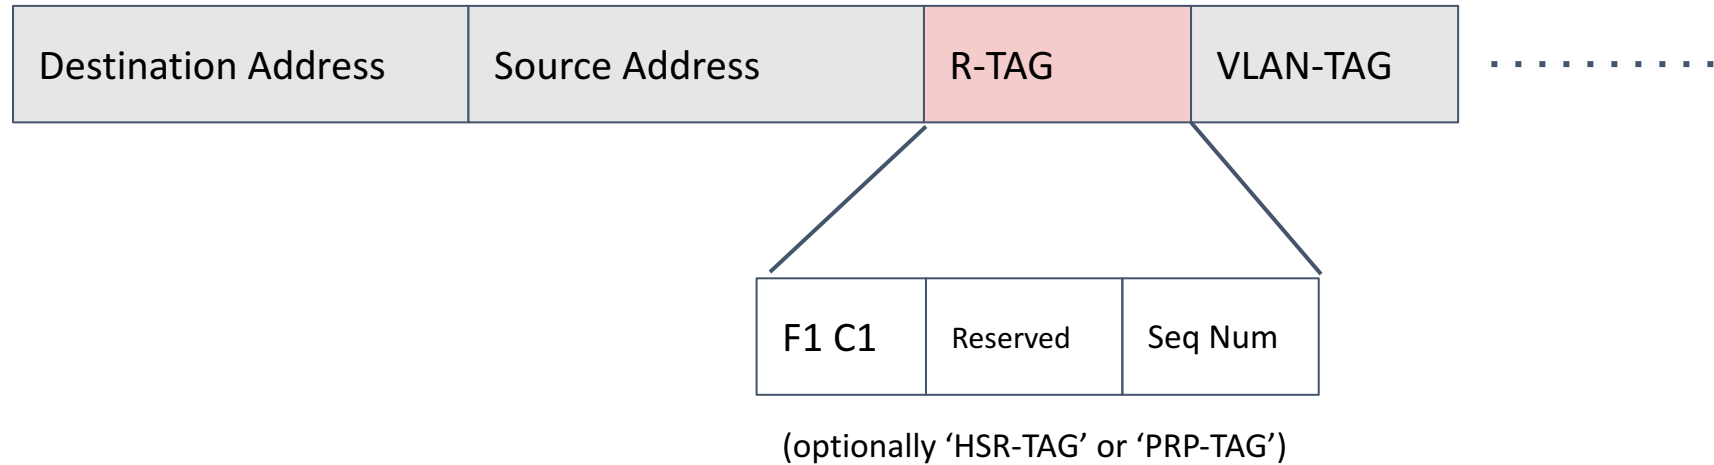 Destination Address Source Address R-TAG VLAN-TAG ..........
F1 C1 Reserved Seq Num
(optionally ‘HSR-TAG’ or ‘PRP-TAG’)